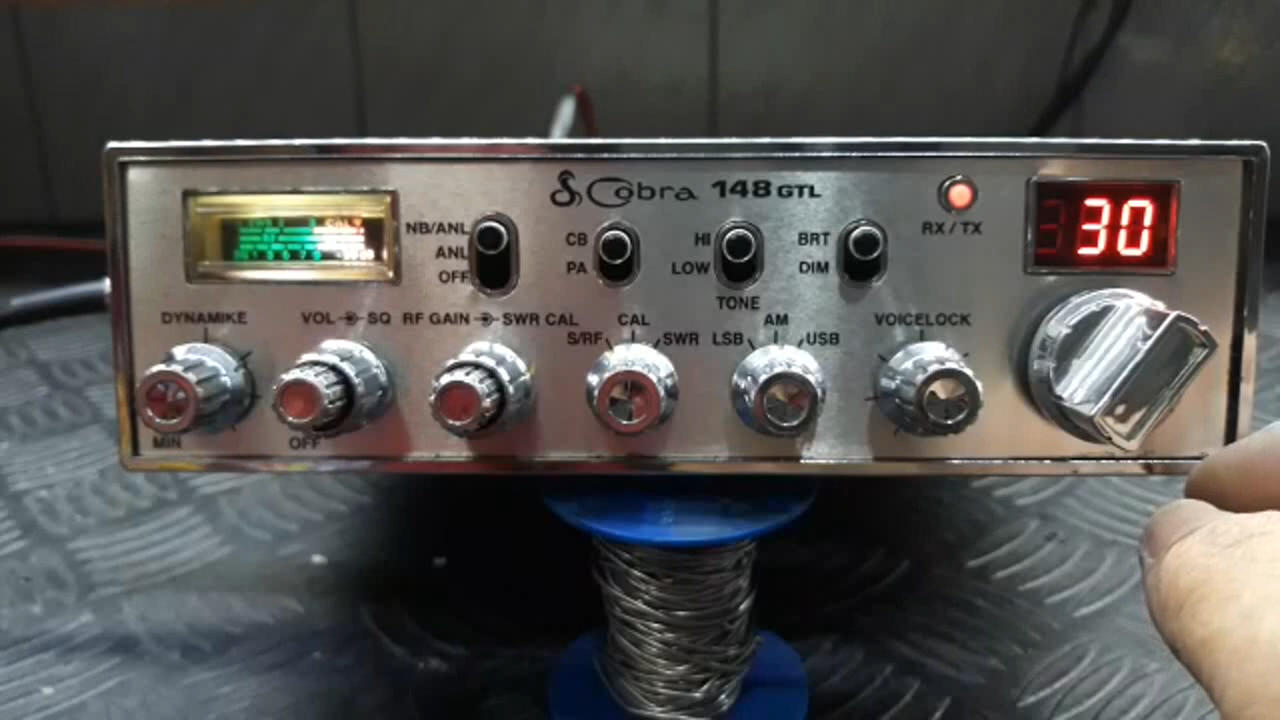 Cobra 148 GTL
NB/ANL
ANL
OFF
CB
PA
HI
LOW
TONE
BRT
DIM
RX / TX
30
DYNAMIKE
MIN
VOL SQ
OFF
RF GAIN SWR CAL
S/RF CAL SWR
LSB AM USB
VOICELOCK